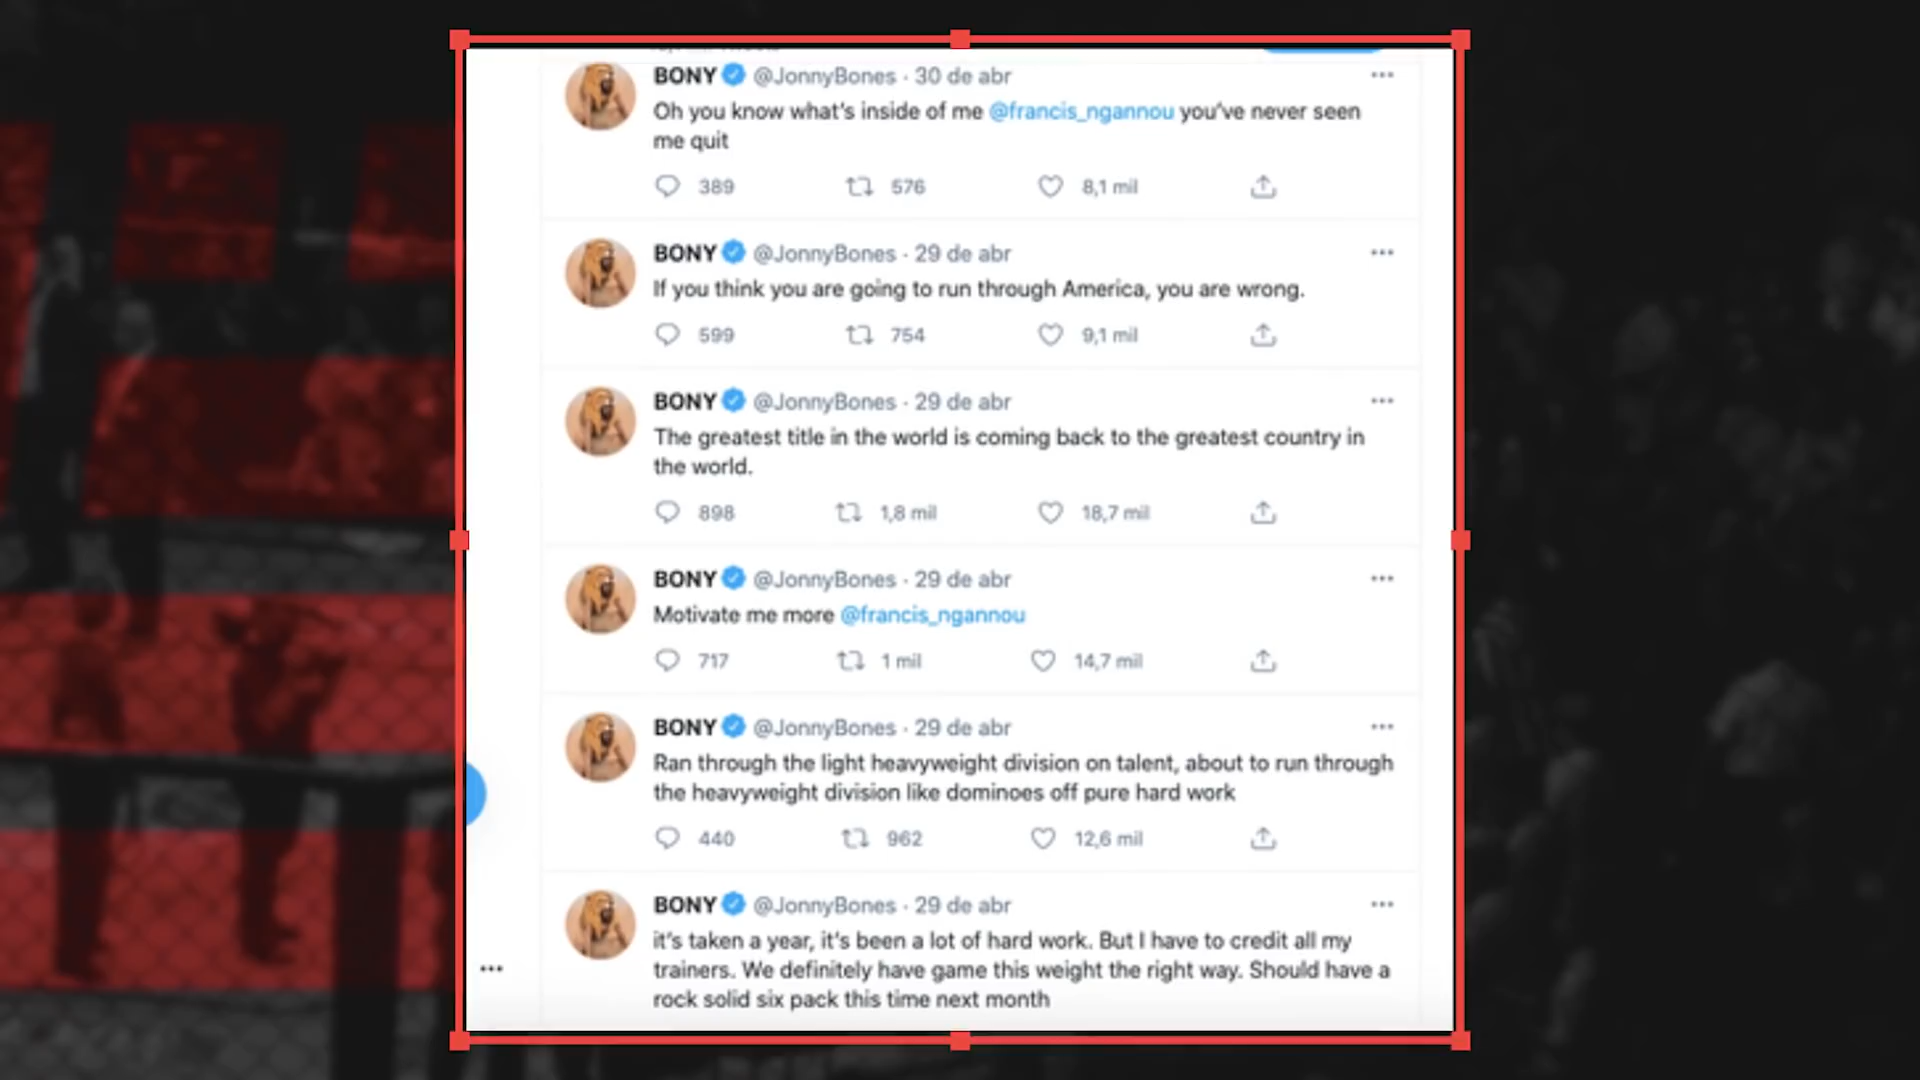 BONY @JonnyBones · 30 de abr
Oh you know what's inside of me @francis_ngannou you've never seen
me quit
389 576 8,1 mil
BONY @JonnyBones · 29 de abr
If you think you are going to run through America, you are wrong.
599 754 9,1 mil
BONY @JonnyBones · 29 de abr
The greatest title in the world is coming back to the greatest country in
the world.
898 1,8 mil 18,7 mil
BONY @JonnyBones · 29 de abr
Motivate me more @francis_ngannou
717 1 mil 14,7 mil
BONY @JonnyBones · 29 de abr
Ran through the light heavyweight division on talent, about to run through
the heavyweight division like dominoes off pure hard work
440 962 12,6 mil
BONY @JonnyBones · 29 de abr
it's taken a year, it's been a lot of hard work. But I have to credit all my
trainers. We definitely have game this weight the right way. Should have a
rock solid six pack this time next month